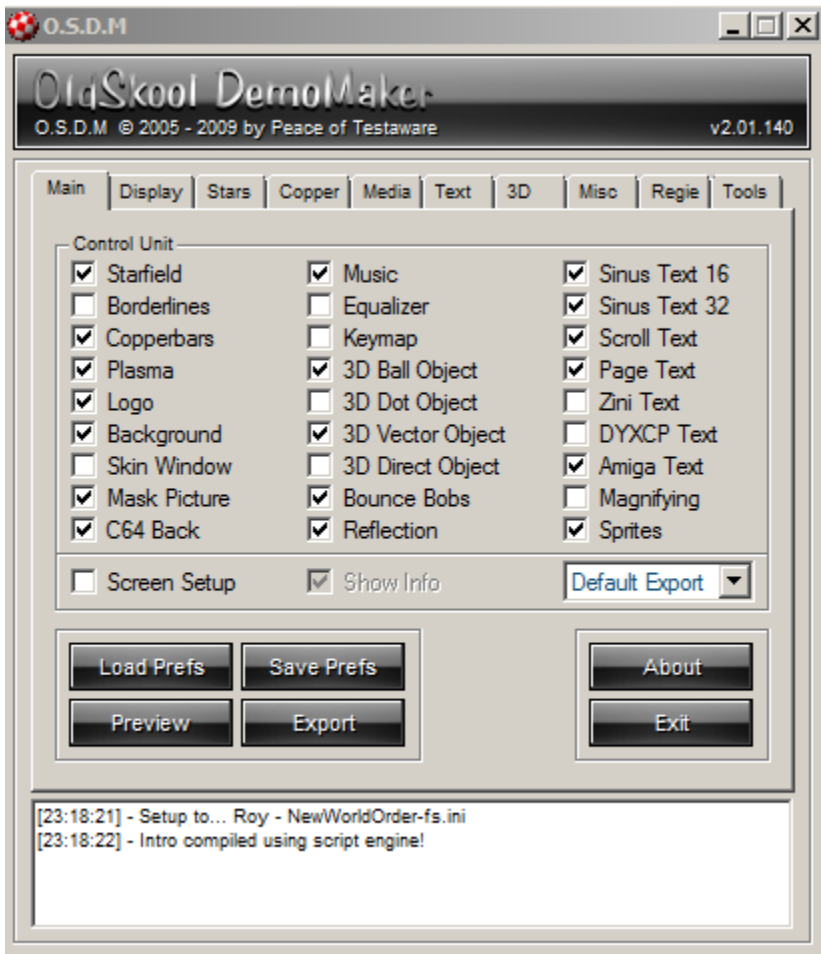 O.S.D.M
OldSkool DemoMaker
O.S.D.M © 2005 - 2009 by Peace of Testaware v2.01.140
Main Display Stars Copper Media Text 3D Misc Regie Tools
Control Unit
Starfield Music Sinus Text 16
Borderlines Equalizer Sinus Text 32
Copperbars Keymap Scroll Text
Plasma 3D Ball Object Page Text
Logo 3D Dot Object Zini Text
Background 3D Vector Object DYXCP Text
Skin Window 3D Direct Object Amiga Text
Mask Picture Bounce Bobs Magnifying
C64 Back Reflection Sprites
Screen Setup Show Info Default Export
Load Prefs Save Prefs About
Preview Export Exit
[23:18:21] - Setup to... Roy - NewWorldOrder-fs.ini
[23:18:22] - Intro compiled using script engine!